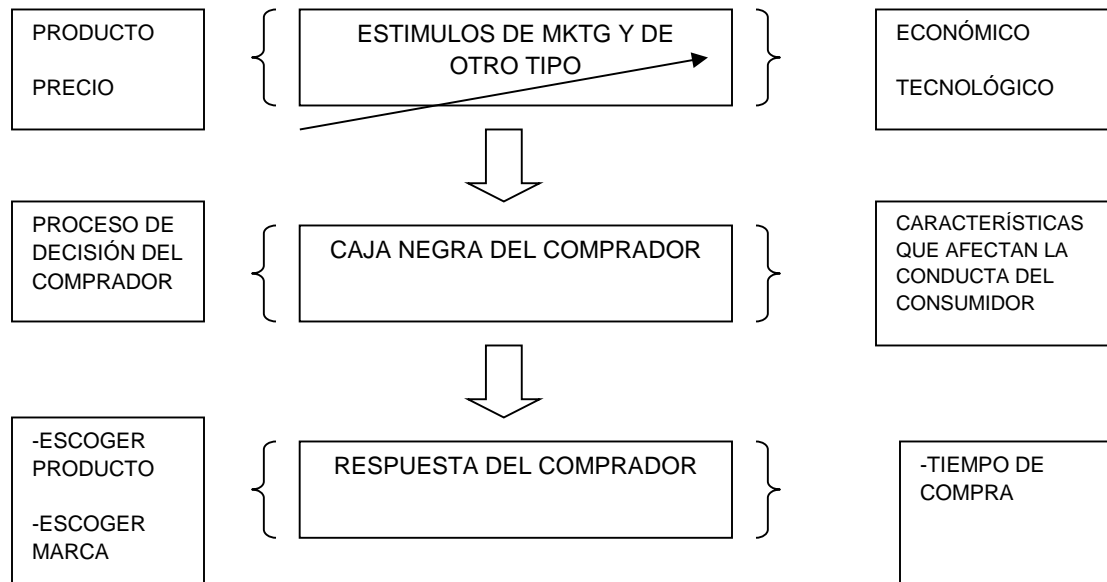 PRODUCTO
PRECIO
ESTIMULOS DE MKTG Y DE
OTRO TIPO
ECONÓMICO
TECNOLÓGICO
PROCESO DE
DECISIÓN DEL
COMPRADOR
CAJA NEGRA DEL COMPRADOR
CARACTERÍSTICAS
QUE AFECTAN LA
CONDUCTA DEL
CONSUMIDOR
-ESCOGER
PRODUCTO
-ESCOGER
MARCA
RESPUESTA DEL COMPRADOR
-TIEMPO DE
COMPRA